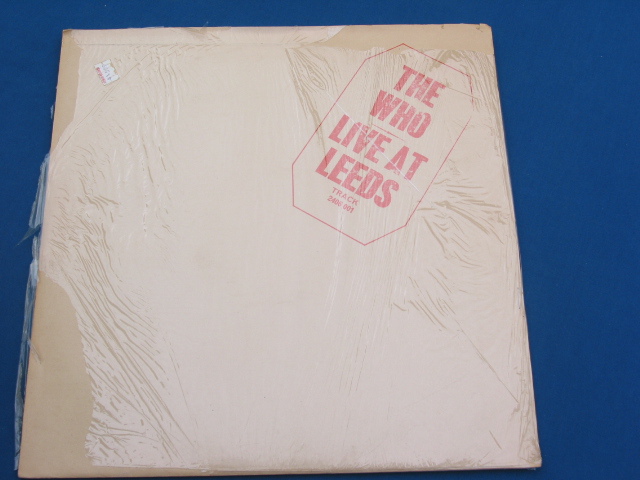 THE
WHO
LIVE AT
LEEDS
TRACK